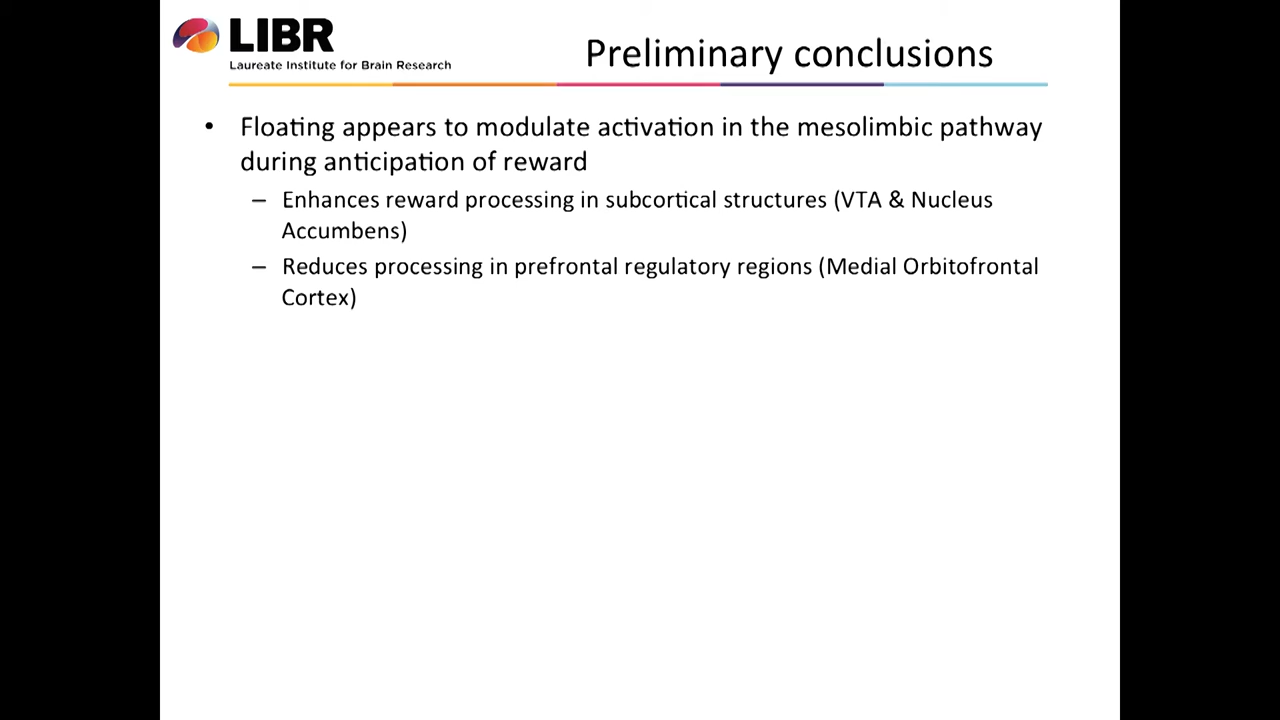 LIBR
Laureate Institute for Brain Research
Preliminary conclusions
• Floating appears to modulate activation in the mesolimbic pathway
during anticipation of reward
– Enhances reward processing in subcortical structures (VTA & Nucleus
Accumbens)
– Reduces processing in prefrontal regulatory regions (Medial Orbitofrontal
Cortex)